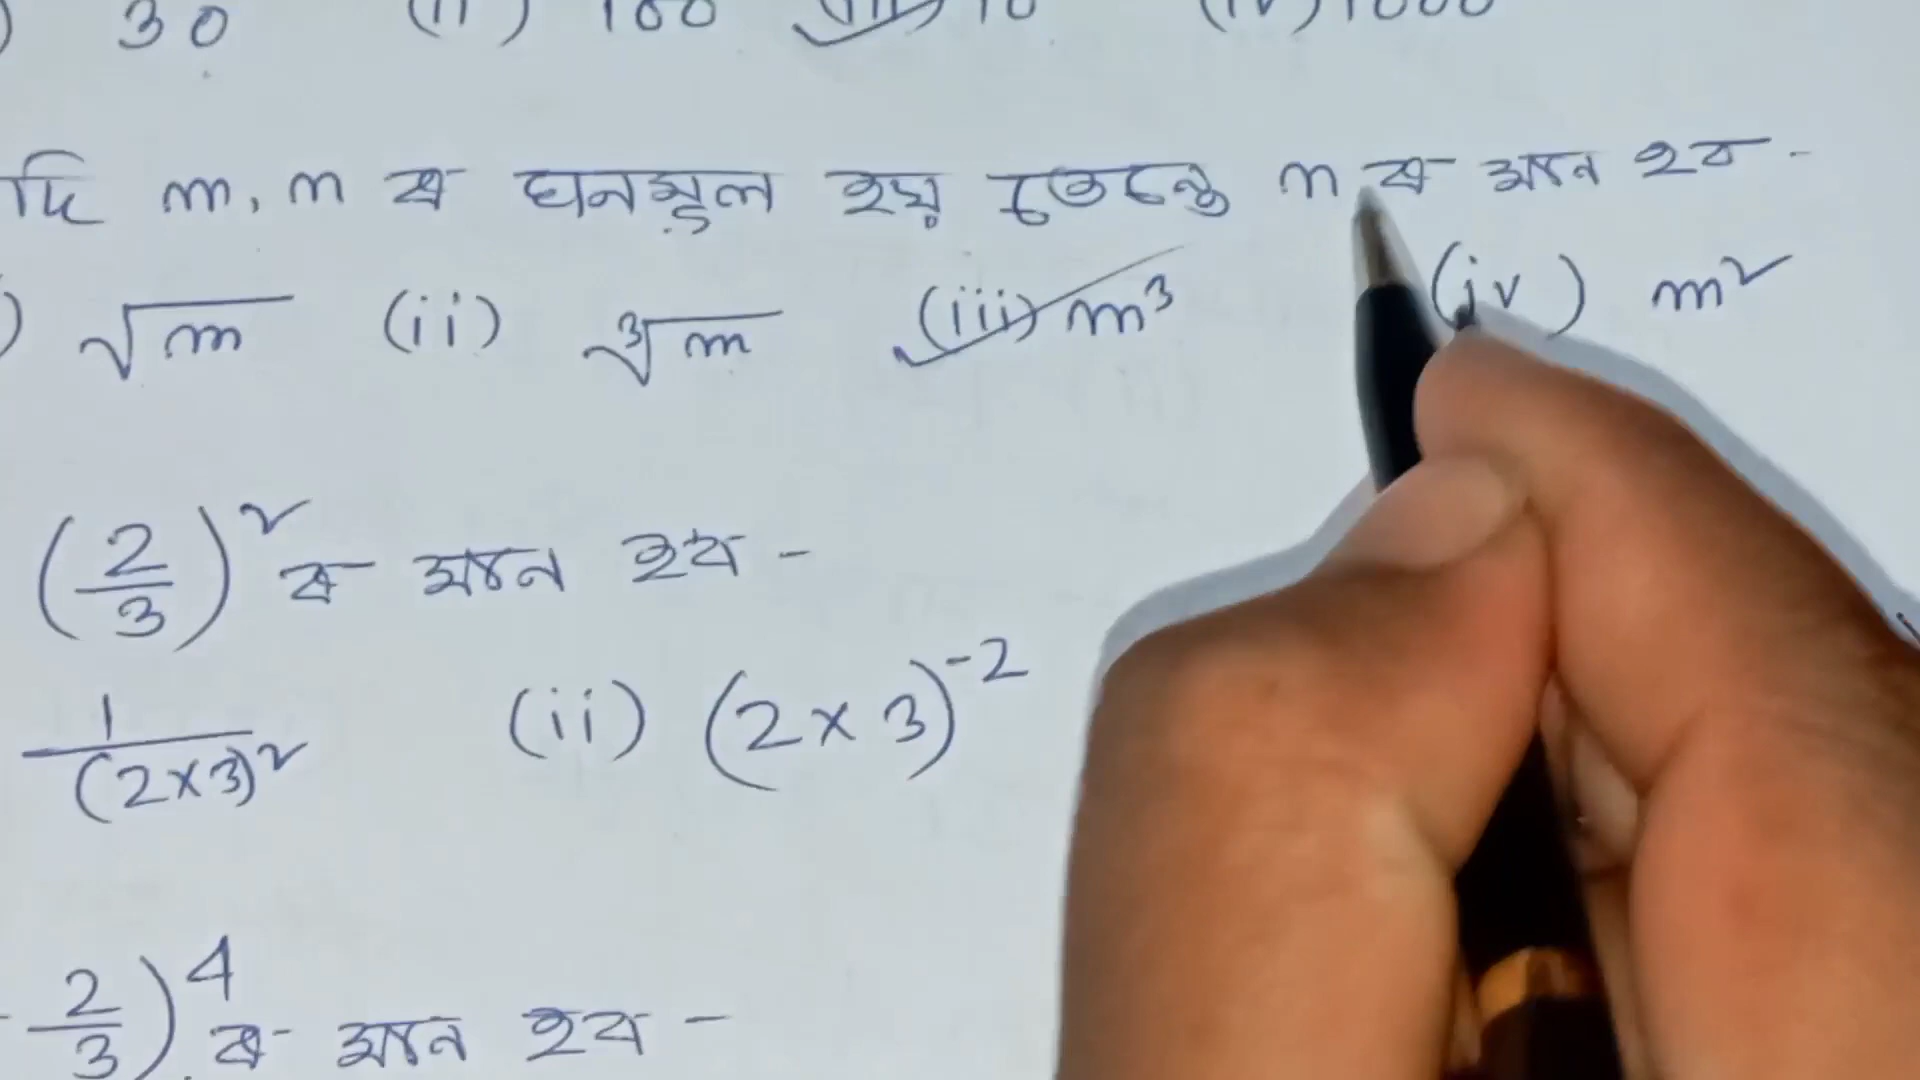 30 (ii) 100 (iii) 10 (iv) 1000
দি m, n ৰ ঘনমূল হয় তেন্তে n ৰ মান হব -
) √m (ii) ∛m (iii) m³ (iv) m²
(2/3)² ৰ মান হব -
1/(2×3)² (ii) (2×3)⁻²
2/3)⁴ ৰ মান হব -